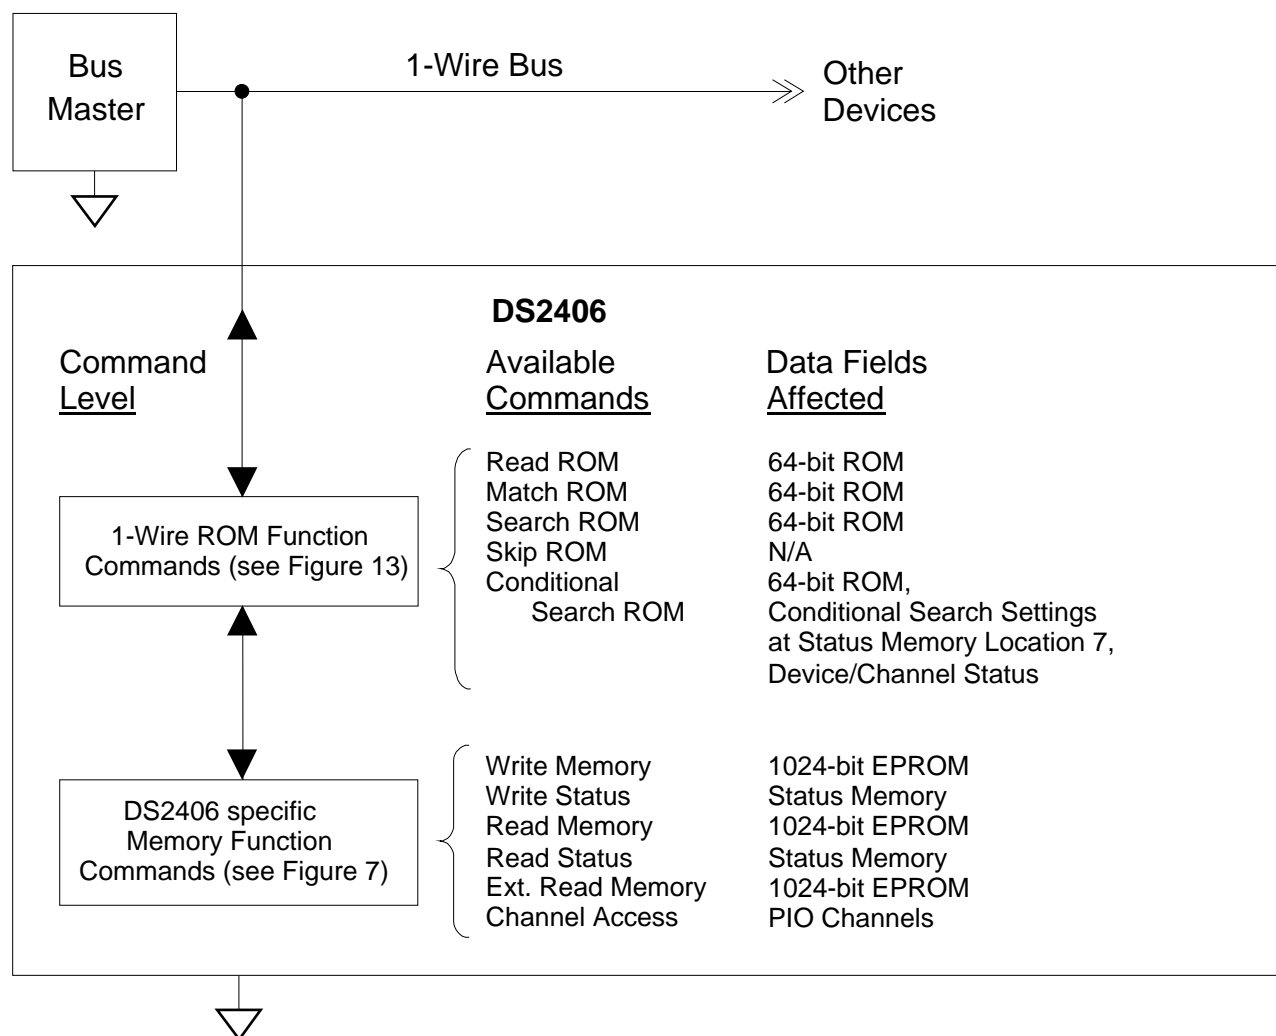 Bus
Master
1-Wire Bus
Other
Devices
DS2406
Command
Level
Available
Commands
Data Fields
Affected
1-Wire ROM Function
Commands (see Figure 13)
Read ROM 64-bit ROM
Match ROM 64-bit ROM
Search ROM 64-bit ROM
Skip ROM N/A
Conditional 64-bit ROM,
Search ROM Conditional Search Settings
at Status Memory Location 7,
Device/Channel Status
DS2406 specific
Memory Function
Commands (see Figure 7)
Write Memory 1024-bit EPROM
Write Status Status Memory
Read Memory 1024-bit EPROM
Read Status Status Memory
Ext. Read Memory 1024-bit EPROM
Channel Access PIO Channels